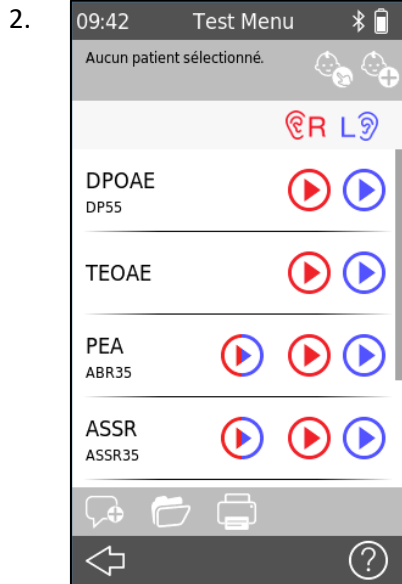 2.
09:42 Test Menu
Aucun patient sélectionné.
R L
DPOAE
DP55
TEOAE
PEA
ABR35
ASSR
ASSR35
?